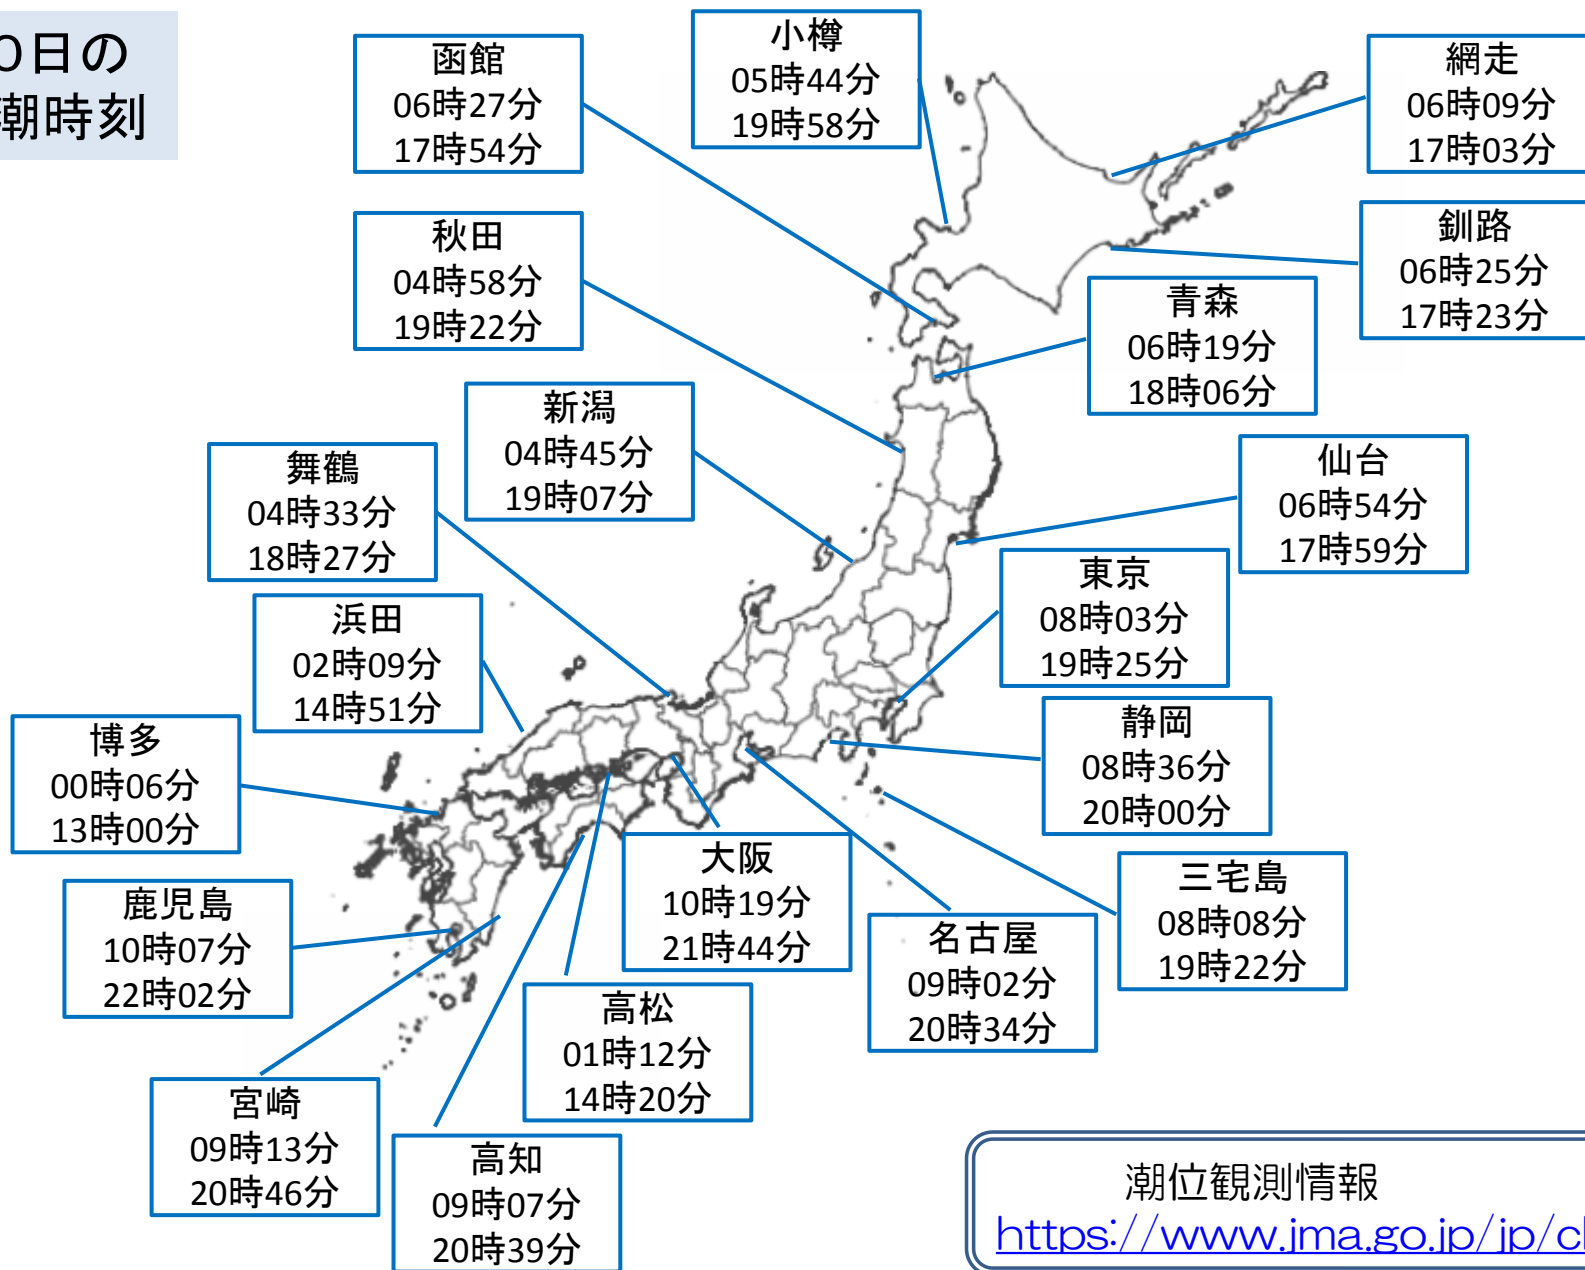 0日の
潮時刻
函館
06時27分
17時54分
小樽
05時44分
19時58分
網走
06時09分
17時03分
秋田
04時58分
19時22分
釧路
06時25分
17時23分
青森
06時19分
18時06分
新潟
04時45分
19時07分
舞鶴
04時33分
18時27分
仙台
06時54分
17時59分
東京
08時03分
19時25分
浜田
02時09分
14時51分
静岡
08時36分
20時00分
博多
00時06分
13時00分
大阪
10時19分
21時44分
三宅島
08時08分
19時22分
鹿児島
10時07分
22時02分
名古屋
09時02分
20時34分
高松
01時12分
14時20分
宮崎
09時13分
20時46分
高知
09時07分
20時39分
潮位観測情報
https://www.jma.go.jp/jp/c